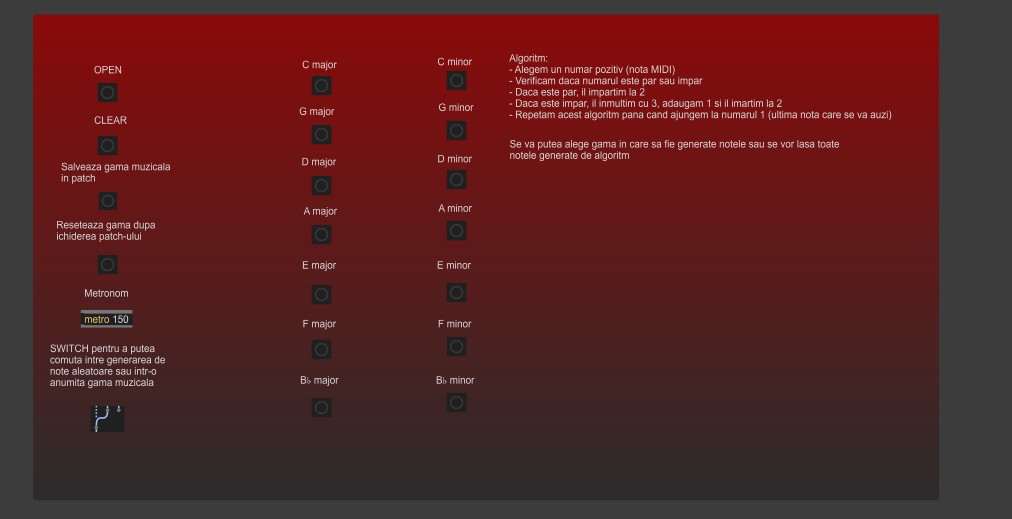 OPEN
CLEAR
Salveaza gama muzicala
in patch
Reseteaza gama dupa
ichiderea patch-ului
Metronom
metro 150
SWITCH pentru a putea
comuta intre generarea de
note aleatoare sau intr-o
anumita gama muzicala
C major
G major
D major
A major
E major
F major
B♭ major
C minor
G minor
D minor
A minor
E minor
F minor
B♭ minor
Algoritm:
- Alegem un numar pozitiv (nota MIDI)
- Verificam daca numarul este par sau impar
- Daca este par, il impartim la 2
- Daca este impar, il inmultim cu 3, adaugam 1 si il imartim la 2
- Repetam acest algoritm pana cand ajungem la numarul 1 (ultima nota care se va auzi)
Se va putea alege gama in care sa fie generate notele sau se vor lasa toate
notele generate de algoritm